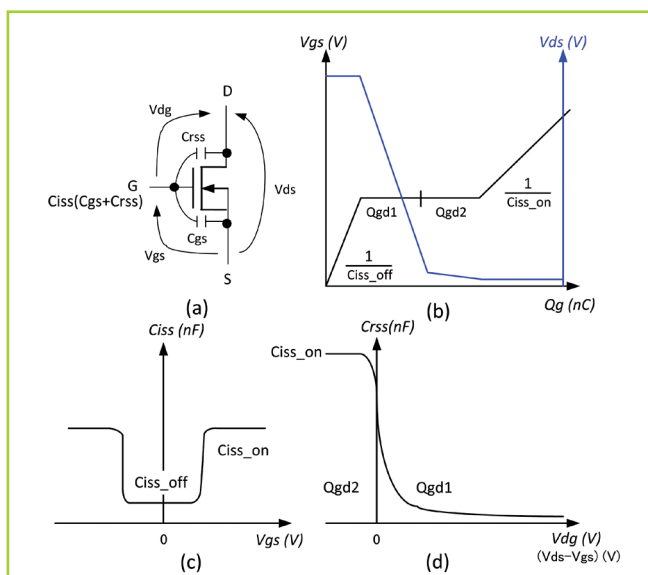 Vdg
D
Crss
G
Ciss(Cgs+Crss)
Vds
Cgs
Vgs
S
(a)
Vgs (V)
Vds (V)
Qgd1
Qgd2
1
Ciss_on
1
Ciss_off
Qg (nC)
(b)
Ciss (nF)
Ciss_on
Ciss_off
0
Vgs (V)
(c)
Crss(nF)
Ciss_on
Qgd2
Qgd1
0
Vdg (V)
(Vds-Vgs) (V)
(d)